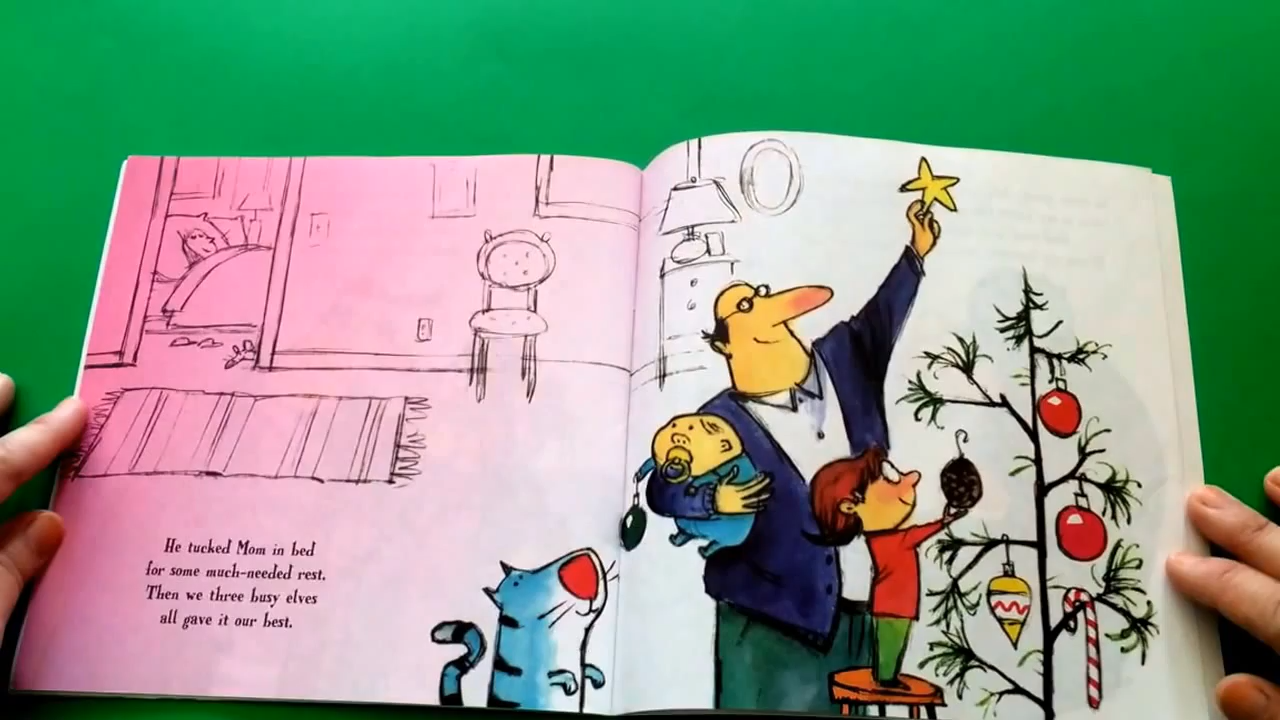 He tucked Mom in bed
for some much-needed rest.
Then we three busy elves
all gave it our best.